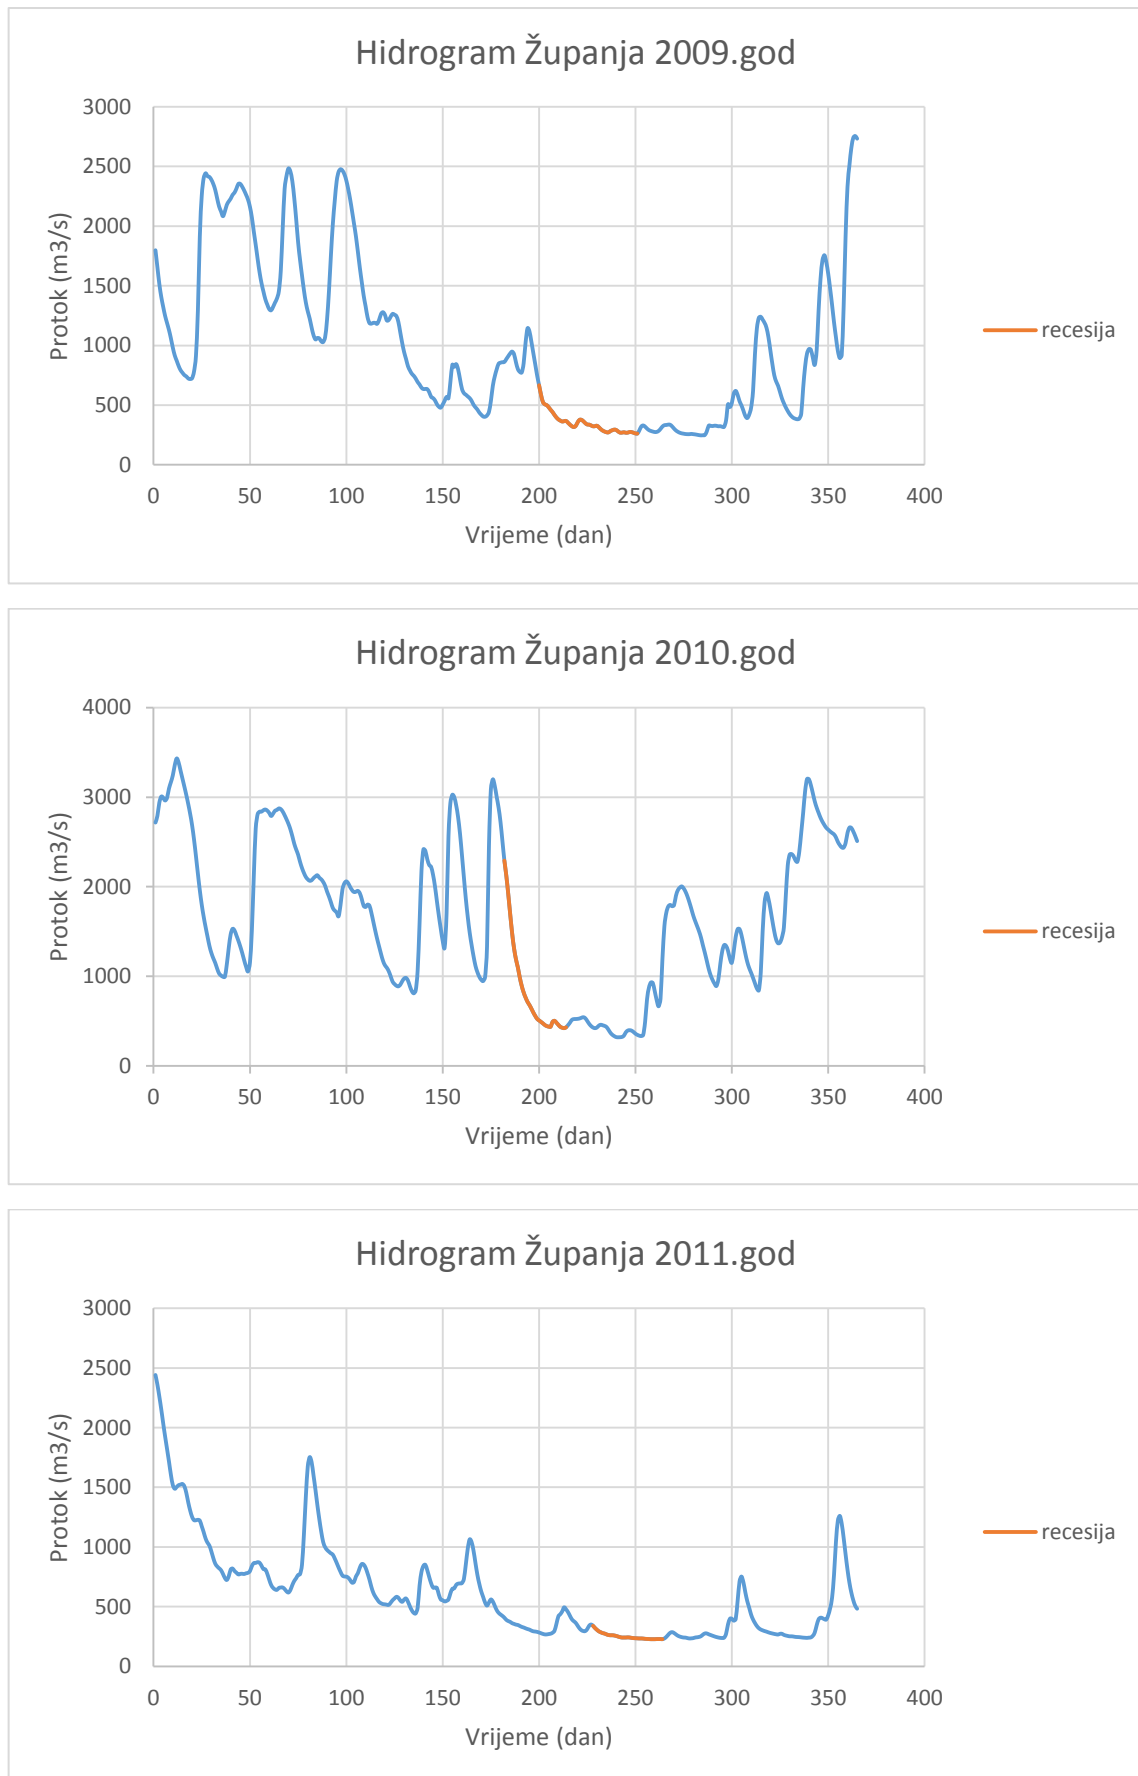 Hidrogram Županja 2009.god
3000
2500
2000
1500
1000
500
0
Protok (m3/s)
0 50 100 150 200 250 300 350 400
Vrijeme (dan)
recesija
Hidrogram Županja 2010.god
4000
3000
2000
1000
0
Protok (m3/s)
0 50 100 150 200 250 300 350 400
Vrijeme (dan)
recesija
Hidrogram Županja 2011.god
3000
2500
2000
1500
1000
500
0
Protok (m3/s)
0 50 100 150 200 250 300 350 400
Vrijeme (dan)
recesija